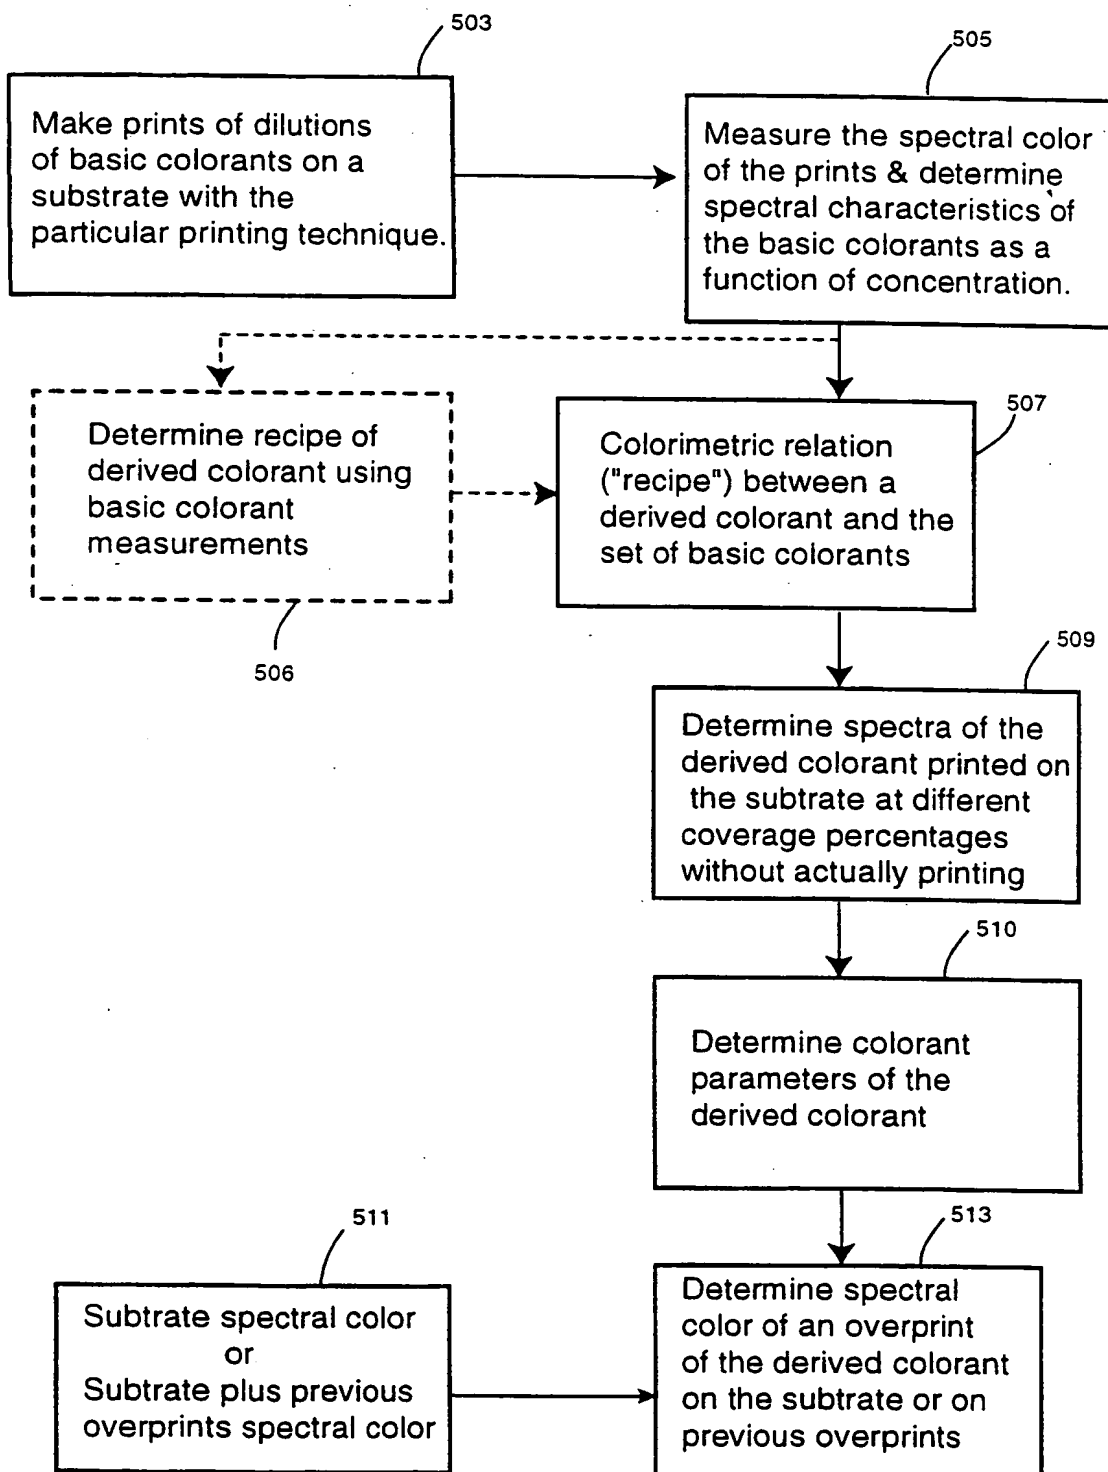 503
Make prints of dilutions
of basic colorants on a
substrate with the
particular printing technique.
505
Measure the spectral color
of the prints & determine
spectral characteristics of
the basic colorants as a
function of concentration.
Determine recipe of
derived colorant using
basic colorant
measurements
506
507
Colorimetric relation
("recipe") between a
derived colorant and the
set of basic colorants
509
Determine spectra of the
derived colorant printed on
the subtrate at different
coverage percentages
without actually printing
510
Determine colorant
parameters of the
derived colorant
511
Subtrate spectral color
or
Subtrate plus previous
overprints spectral color
513
Determine spectral
color of an overprint
of the derived colorant
on the subtrate or on
previous overprints